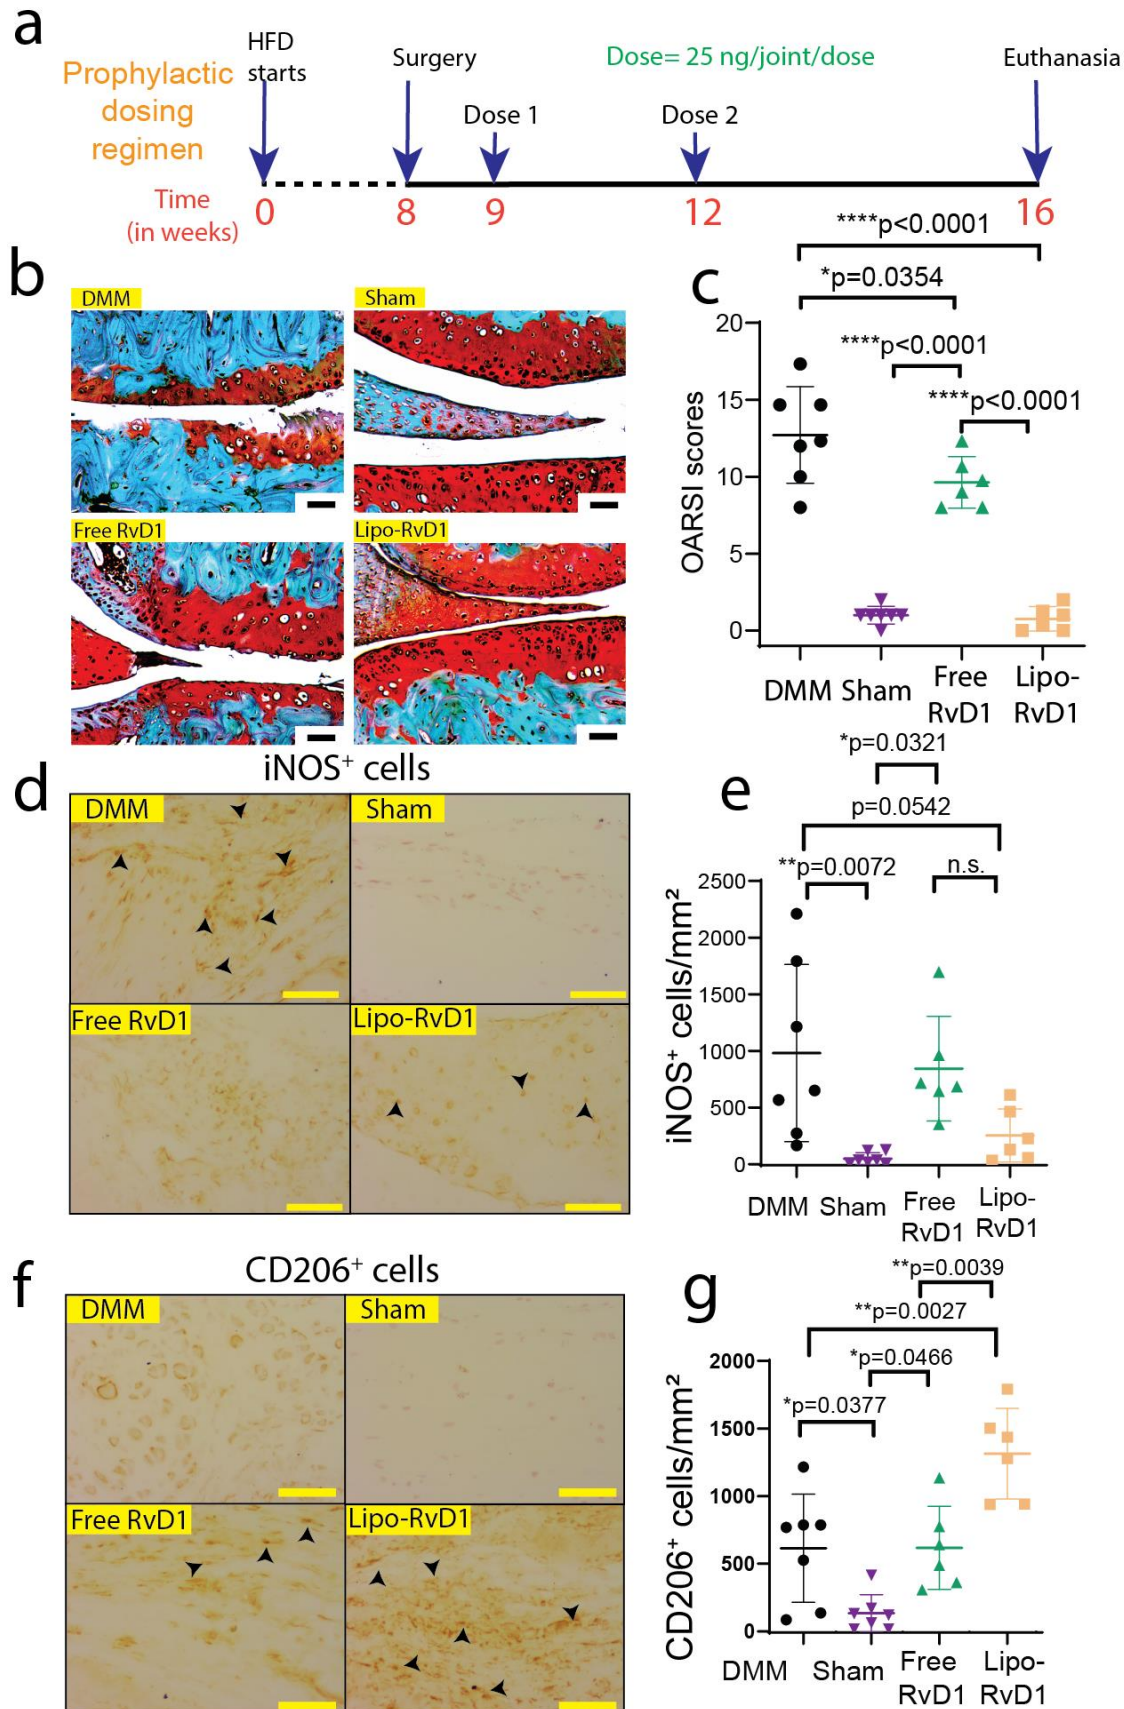 a
Prophylactic
dosing
regimen
HFD
starts
Surgery
Dose= 25 ng/joint/dose
Euthanasia
Dose 1
Dose 2
Time
(in weeks)
0
8
9
12
16
b
DMM
Sham
Free RvD1
Lipo-RvD1
c
****p<0.0001
*p=0.0354
****p<0.0001
****p<0.0001
OARSI scores
20
15
10
5
0
DMM
Sham
Free
RvD1
Lipo-
RvD1
d
iNOS⁺ cells
DMM
Sham
Free RvD1
Lipo-RvD1
e
*p=0.0321
p=0.0542
**p=0.0072
n.s.
iNOS⁺ cells/mm²
2500
2000
1500
1000
500
0
DMM
Sham
Free
RvD1
Lipo-
RvD1
f
CD206⁺ cells
DMM
Sham
Free RvD1
Lipo-RvD1
g
**p=0.0039
**p=0.0027
*p=0.0466
*p=0.0377
CD206⁺ cells/mm²
2000
1500
1000
500
0
DMM
Sham
Free
RvD1
Lipo-
RvD1